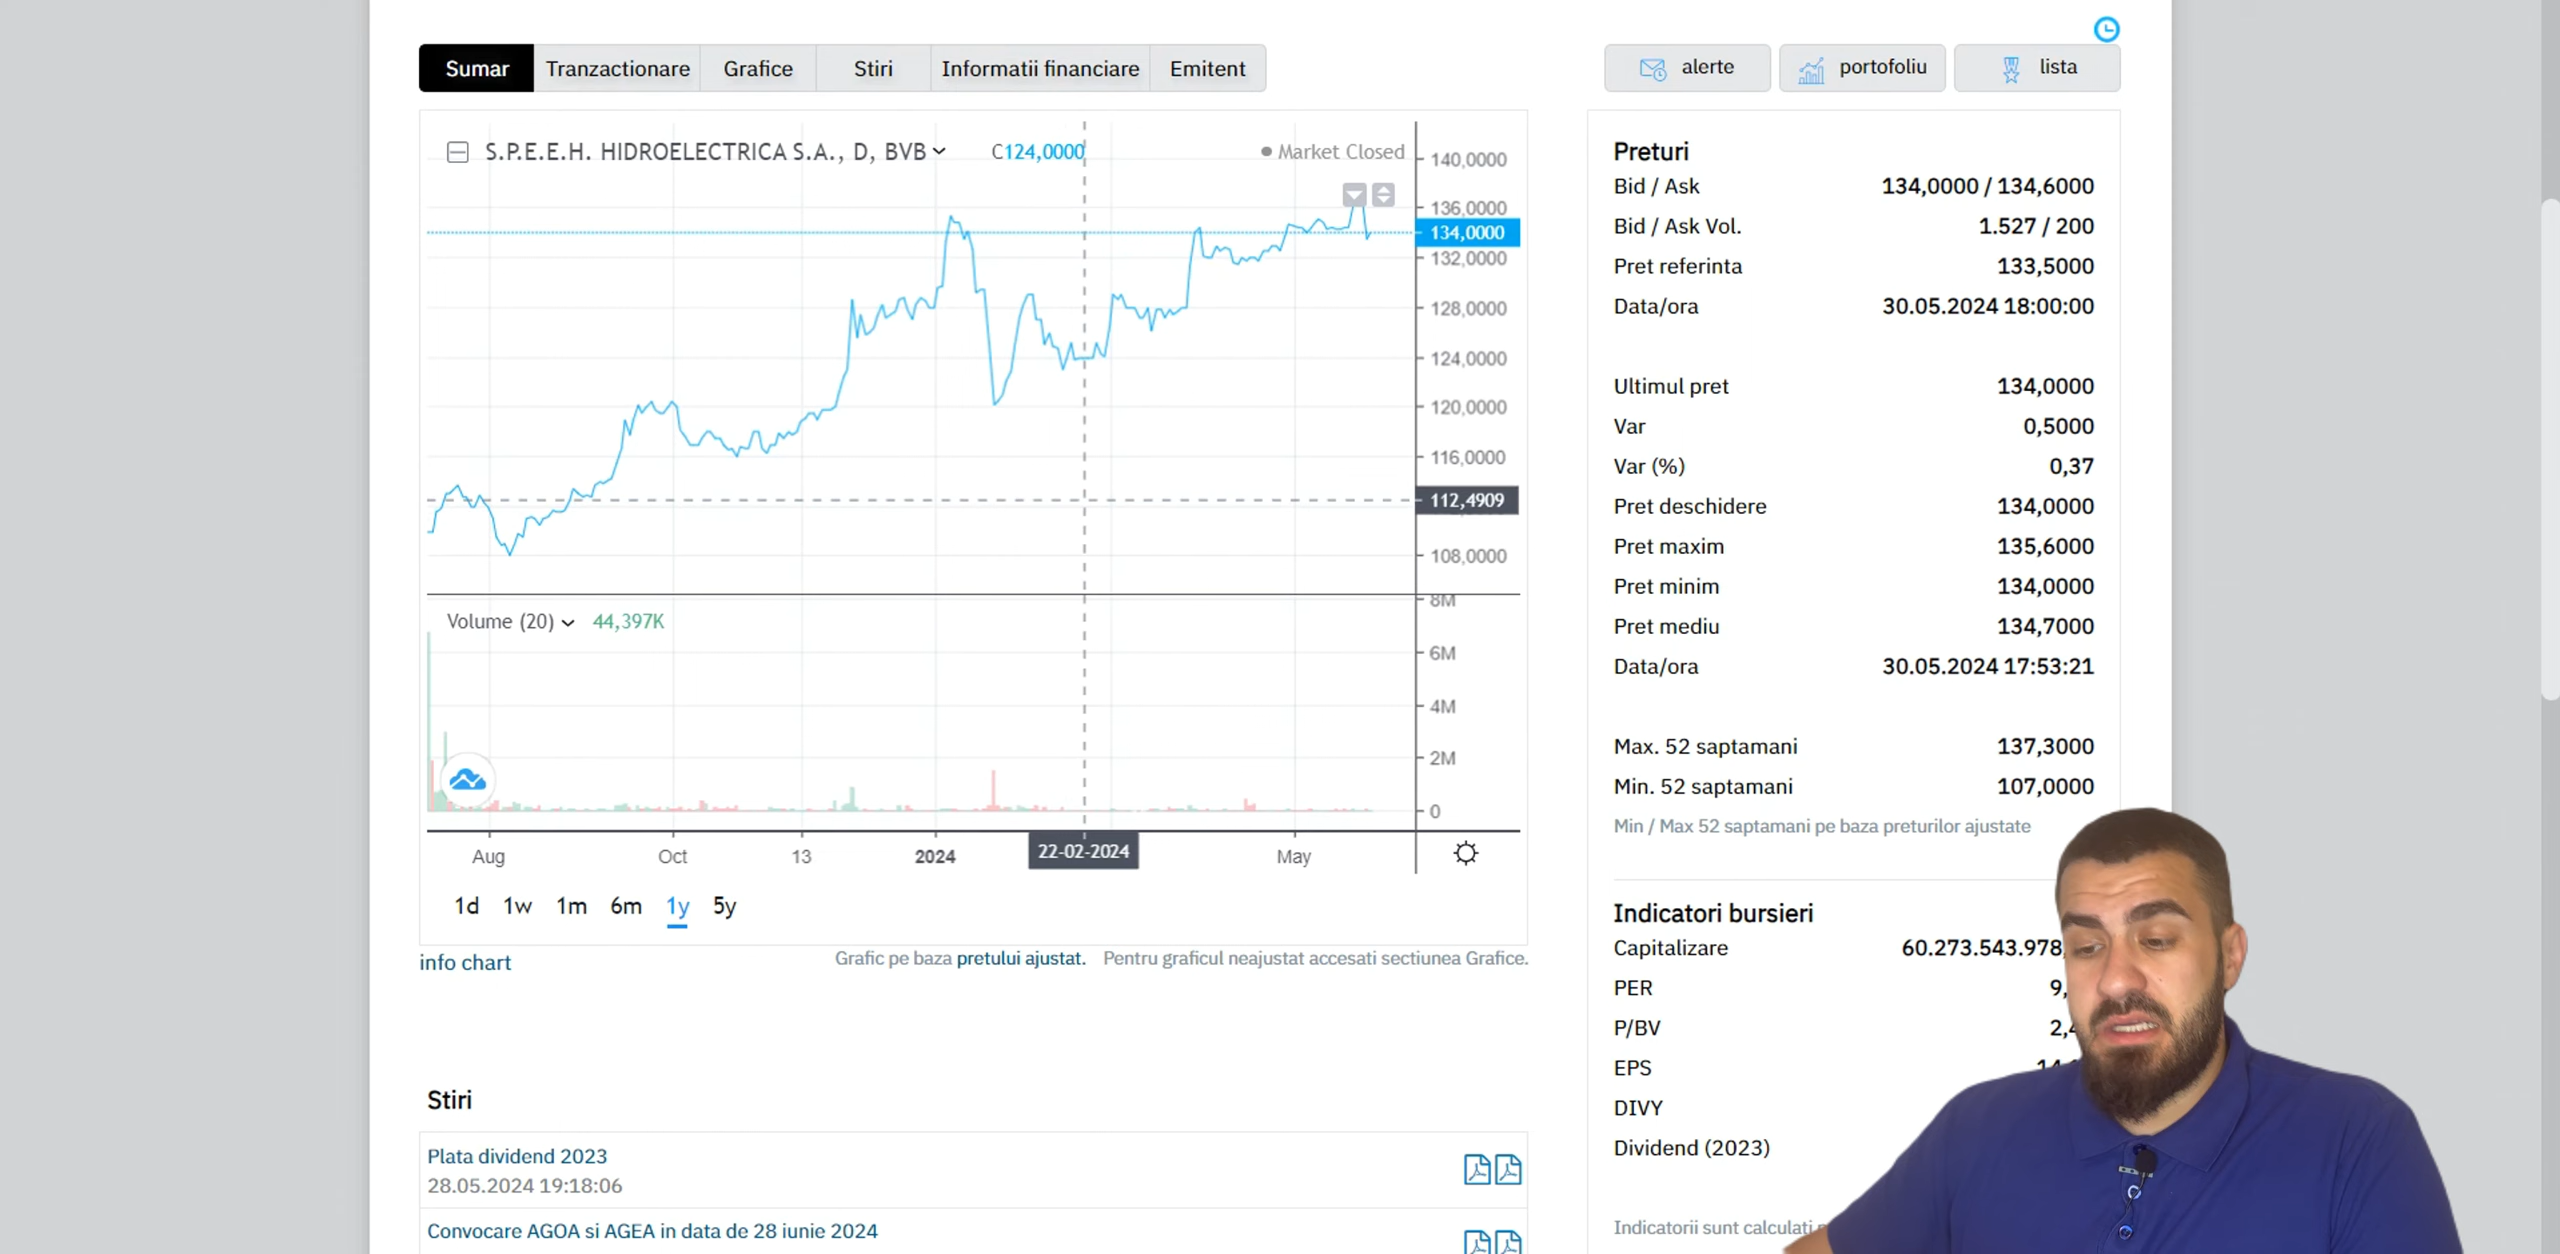 Sumar Tranzactionare Grafice Stiri Informatii financiare Emitent
alerte portofoliu lista
S.P.E.E.H. HIDROELECTRICA S.A., D, BVB C124,0000 Market Closed
140,0000
136,0000
134,0000
132,0000
128,0000
124,0000
120,0000
116,0000
112,4909
108,0000
Volume (20) 44,397K
8M
6M
4M
2M
0
Aug Oct 13 2024 22-02-2024 May
1d 1w 1m 6m 1y 5y
info chart
Grafic pe baza pretului ajustat. Pentru graficul neajustat accesati sectiunea Grafice.
Stiri
Plata dividend 2023
28.05.2024 19:18:06
Convocare AGOA si AGEA in data de 28 iunie 2024
Preturi
Bid / Ask 134,0000 / 134,6000
Bid / Ask Vol. 1.527 / 200
Pret referinta 133,5000
Data/ora 30.05.2024 18:00:00
Ultimul pret 134,0000
Var 0,5000
Var (%) 0,37
Pret deschidere 134,0000
Pret maxim 135,6000
Pret minim 134,0000
Pret mediu 134,7000
Data/ora 30.05.2024 17:53:21
Max. 52 saptamani 137,3000
Min. 52 saptamani 107,0000
Min / Max 52 saptamani pe baza preturilor ajustate
Indicatori bursieri
Capitalizare 60.273.543.978
PER 9,
P/BV 2,4
EPS
DIVY
Dividend (2023)
Indicatorii sunt calculati